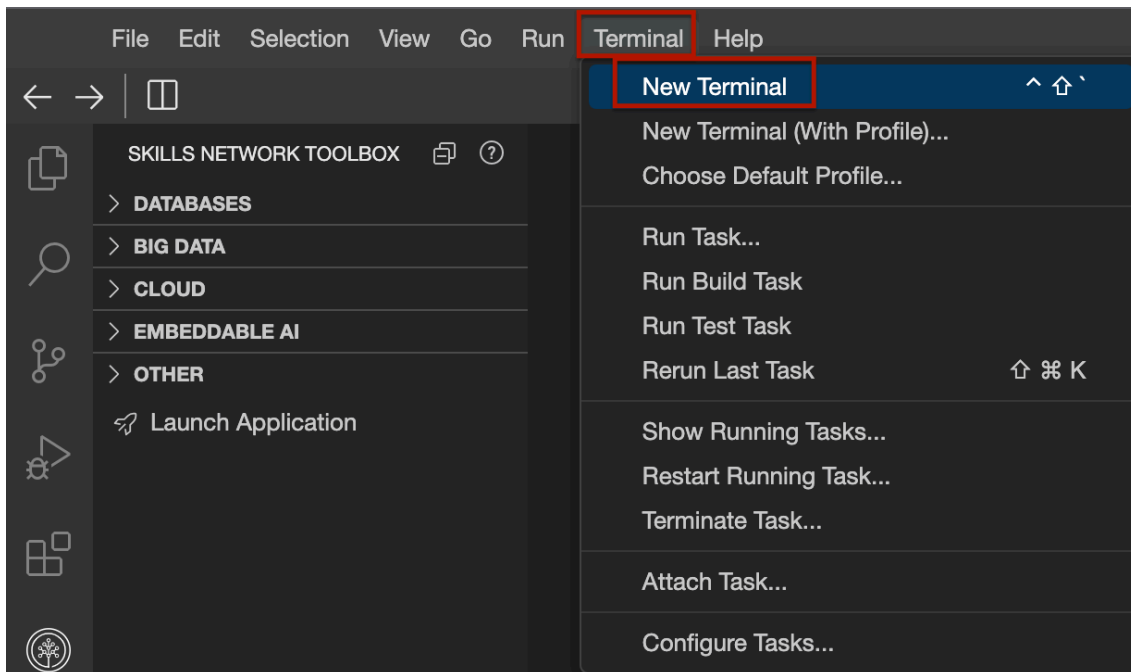 File Edit Selection View Go Run Terminal Help
SKILLS NETWORK TOOLBOX
DATABASES
BIG DATA
CLOUD
EMBEDDABLE AI
OTHER
Launch Application
New Terminal ^ ⇧ `
New Terminal (With Profile)...
Choose Default Profile...
Run Task...
Run Build Task
Run Test Task
Rerun Last Task ⇧ ⌘ K
Show Running Tasks...
Restart Running Task...
Terminate Task...
Attach Task...
Configure Tasks...